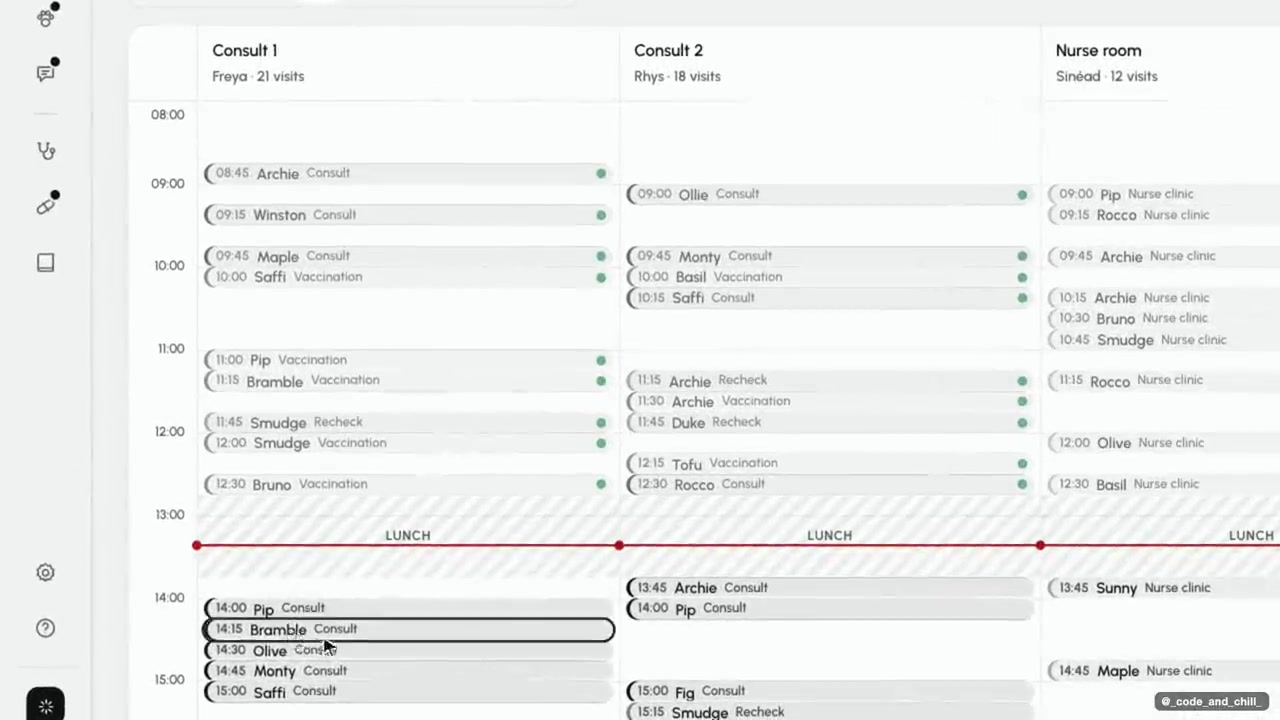 Consult 1
Freya · 21 visits
Consult 2
Rhys · 18 visits
Nurse room
Sinéad · 12 visits
08:00
09:00
10:00
11:00
12:00
13:00
14:00
15:00
08:45 Archie Consult
09:15 Winston Consult
09:45 Maple Consult
10:00 Saffi Vaccination
11:00 Pip Vaccination
11:15 Bramble Vaccination
11:45 Smudge Recheck
12:00 Smudge Vaccination
12:30 Bruno Vaccination
LUNCH
14:00 Pip Consult
14:15 Bramble Consult
14:30 Olive Consult
14:45 Monty Consult
15:00 Saffi Consult
09:00 Ollie Consult
09:45 Monty Consult
10:00 Basil Vaccination
10:15 Saffi Consult
11:15 Archie Recheck
11:30 Archie Vaccination
11:45 Duke Recheck
12:15 Tofu Vaccination
12:30 Rocco Consult
LUNCH
13:45 Archie Consult
14:00 Pip Consult
15:00 Fig Consult
15:15 Smudge Recheck
09:00 Pip Nurse clinic
09:15 Rocco Nurse clinic
09:45 Archie Nurse clinic
10:15 Archie Nurse clinic
10:30 Bruno Nurse clinic
10:45 Smudge Nurse clinic
11:15 Rocco Nurse clinic
12:00 Olive Nurse clinic
12:30 Basil Nurse clinic
LUNCH
13:45 Sunny Nurse clinic
14:45 Maple Nurse clinic
@_code_and_chill_